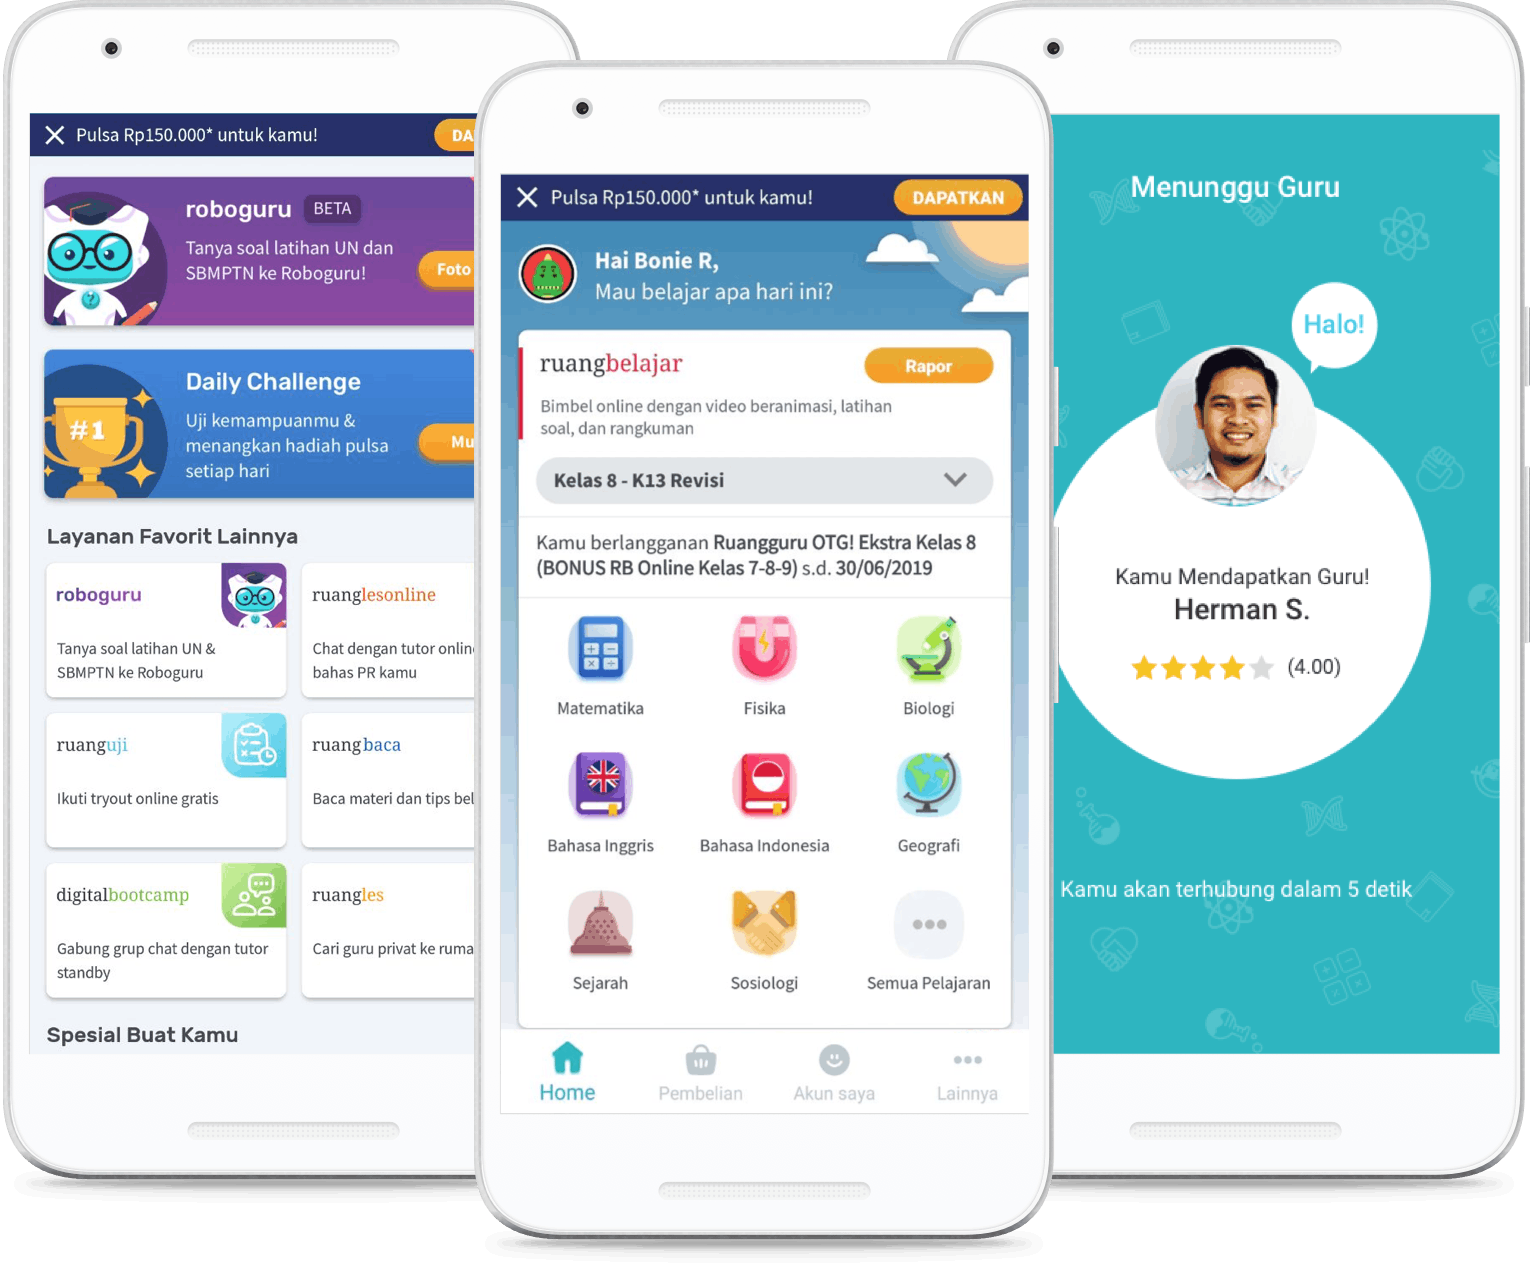 Pulsa Rp150.000* untuk kamu!
roboguru BETA
Tanya soal latihan UN dan
SBMPTN ke Roboguru!
Foto
#1
Daily Challenge
Uji kemampuanmu &
menangkan hadiah pulsa
setiap hari
Layanan Favorit Lainnya
roboguru
Tanya soal latihan UN &
SBMPTN ke Roboguru
ruanglesonline
Chat dengan tutor onlin
bahas PR kamu
ruanguji
Ikuti tryout online gratis
ruangbaca
Baca materi dan tips bel
digitalbootcamp
Gabung grup chat dengan tutor
standby
ruangles
Cari guru privat ke ruma
Spesial Buat Kamu
Pulsa Rp150.000* untuk kamu! DAPATKAN
Hai Bonie R,
Mau belajar apa hari ini?
ruangbelajar Rapor
Bimbel online dengan video beranimasi, latihan
soal, dan rangkuman
Kelas 8 - K13 Revisi
Kamu berlangganan Ruangguru OTG! Ekstra Kelas 8
(BONUS RB Online Kelas 7-8-9) s.d. 30/06/2019
Matematika Fisika Biologi
Bahasa Inggris Bahasa Indonesia Geografi
Sejarah Sosiologi Semua Pelajaran
Home Pembelian Akun saya Lainnya
Menunggu Guru
Halo!
Kamu Mendapatkan Guru!
Herman S.
(4.00)
Kamu akan terhubung dalam 5 detik